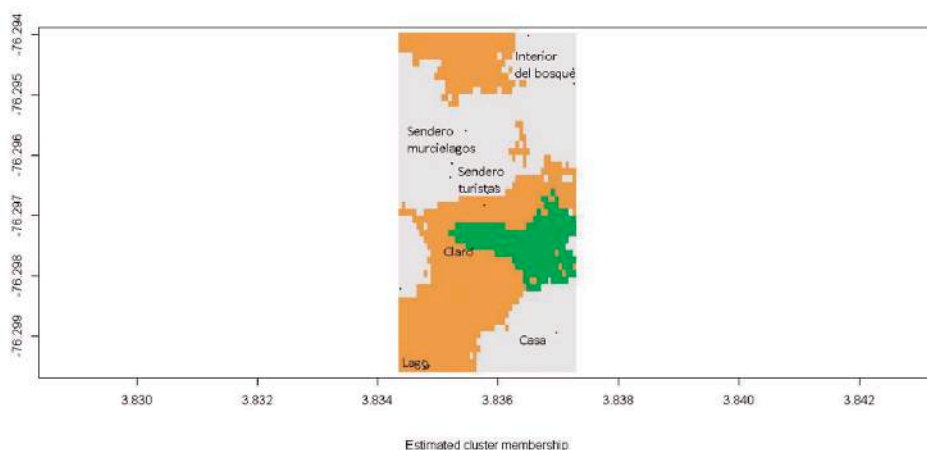 -76.294
-76.295
-76.296
-76.297
-76.298
-76.299
Interior
del bosque
Sendero
murcielagos
Sendero
turistas
Claro
Casa
Lago
3.830
3.832
3.834
3.836
3.838
3.840
3.842
Estimated cluster membership